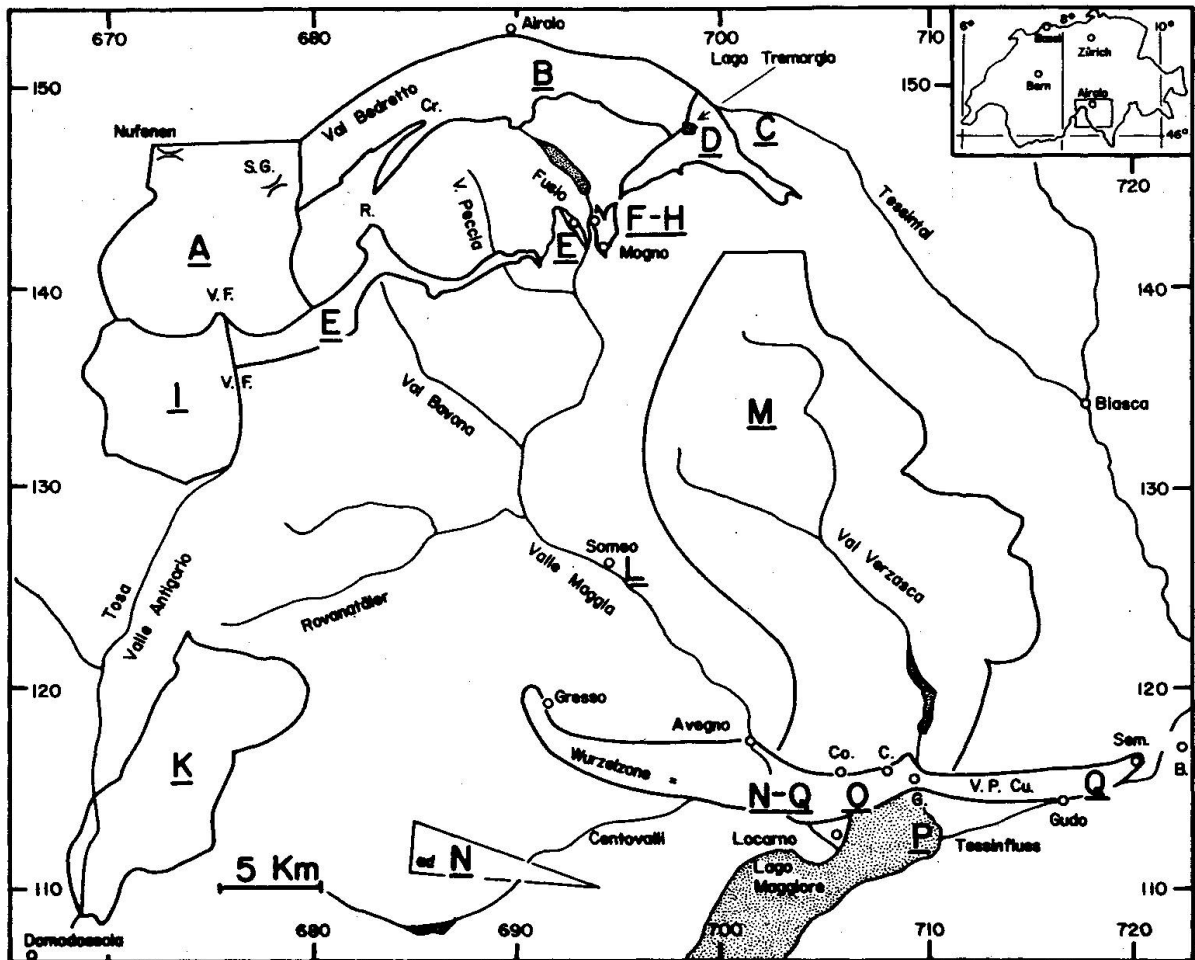 670
680
690
700
710
6°
8°
10°
Basel
Zürich
Bern
Airolo
46°
Airolo
Lago Tremorgio
150
150
B
Val Bedretto
Cr.
Nufenen
S.G.
D
C
720
Fusio
V. Peccia
R.
F-H
Tessintal
A
E
Mogno
140
140
V.F.
E
V.F.
I
Val Bavona
M
Biasca
130
130
Someo
L
Val Verzasca
Tosa
Valle Antigorio
Valle Maggia
Rovanatäler
120
120
Gresso
Avegno
Co.
C.
Sem.
B.
K
Wurzelzone =
N-Q
O
G.
V. P. Cu.
Q
Gudo
Locarno
Centovalli
P
Tessinfluss
5 Km
ad N
Lago
Maggiore
110
110
Domodossola
680
690
700
710
720